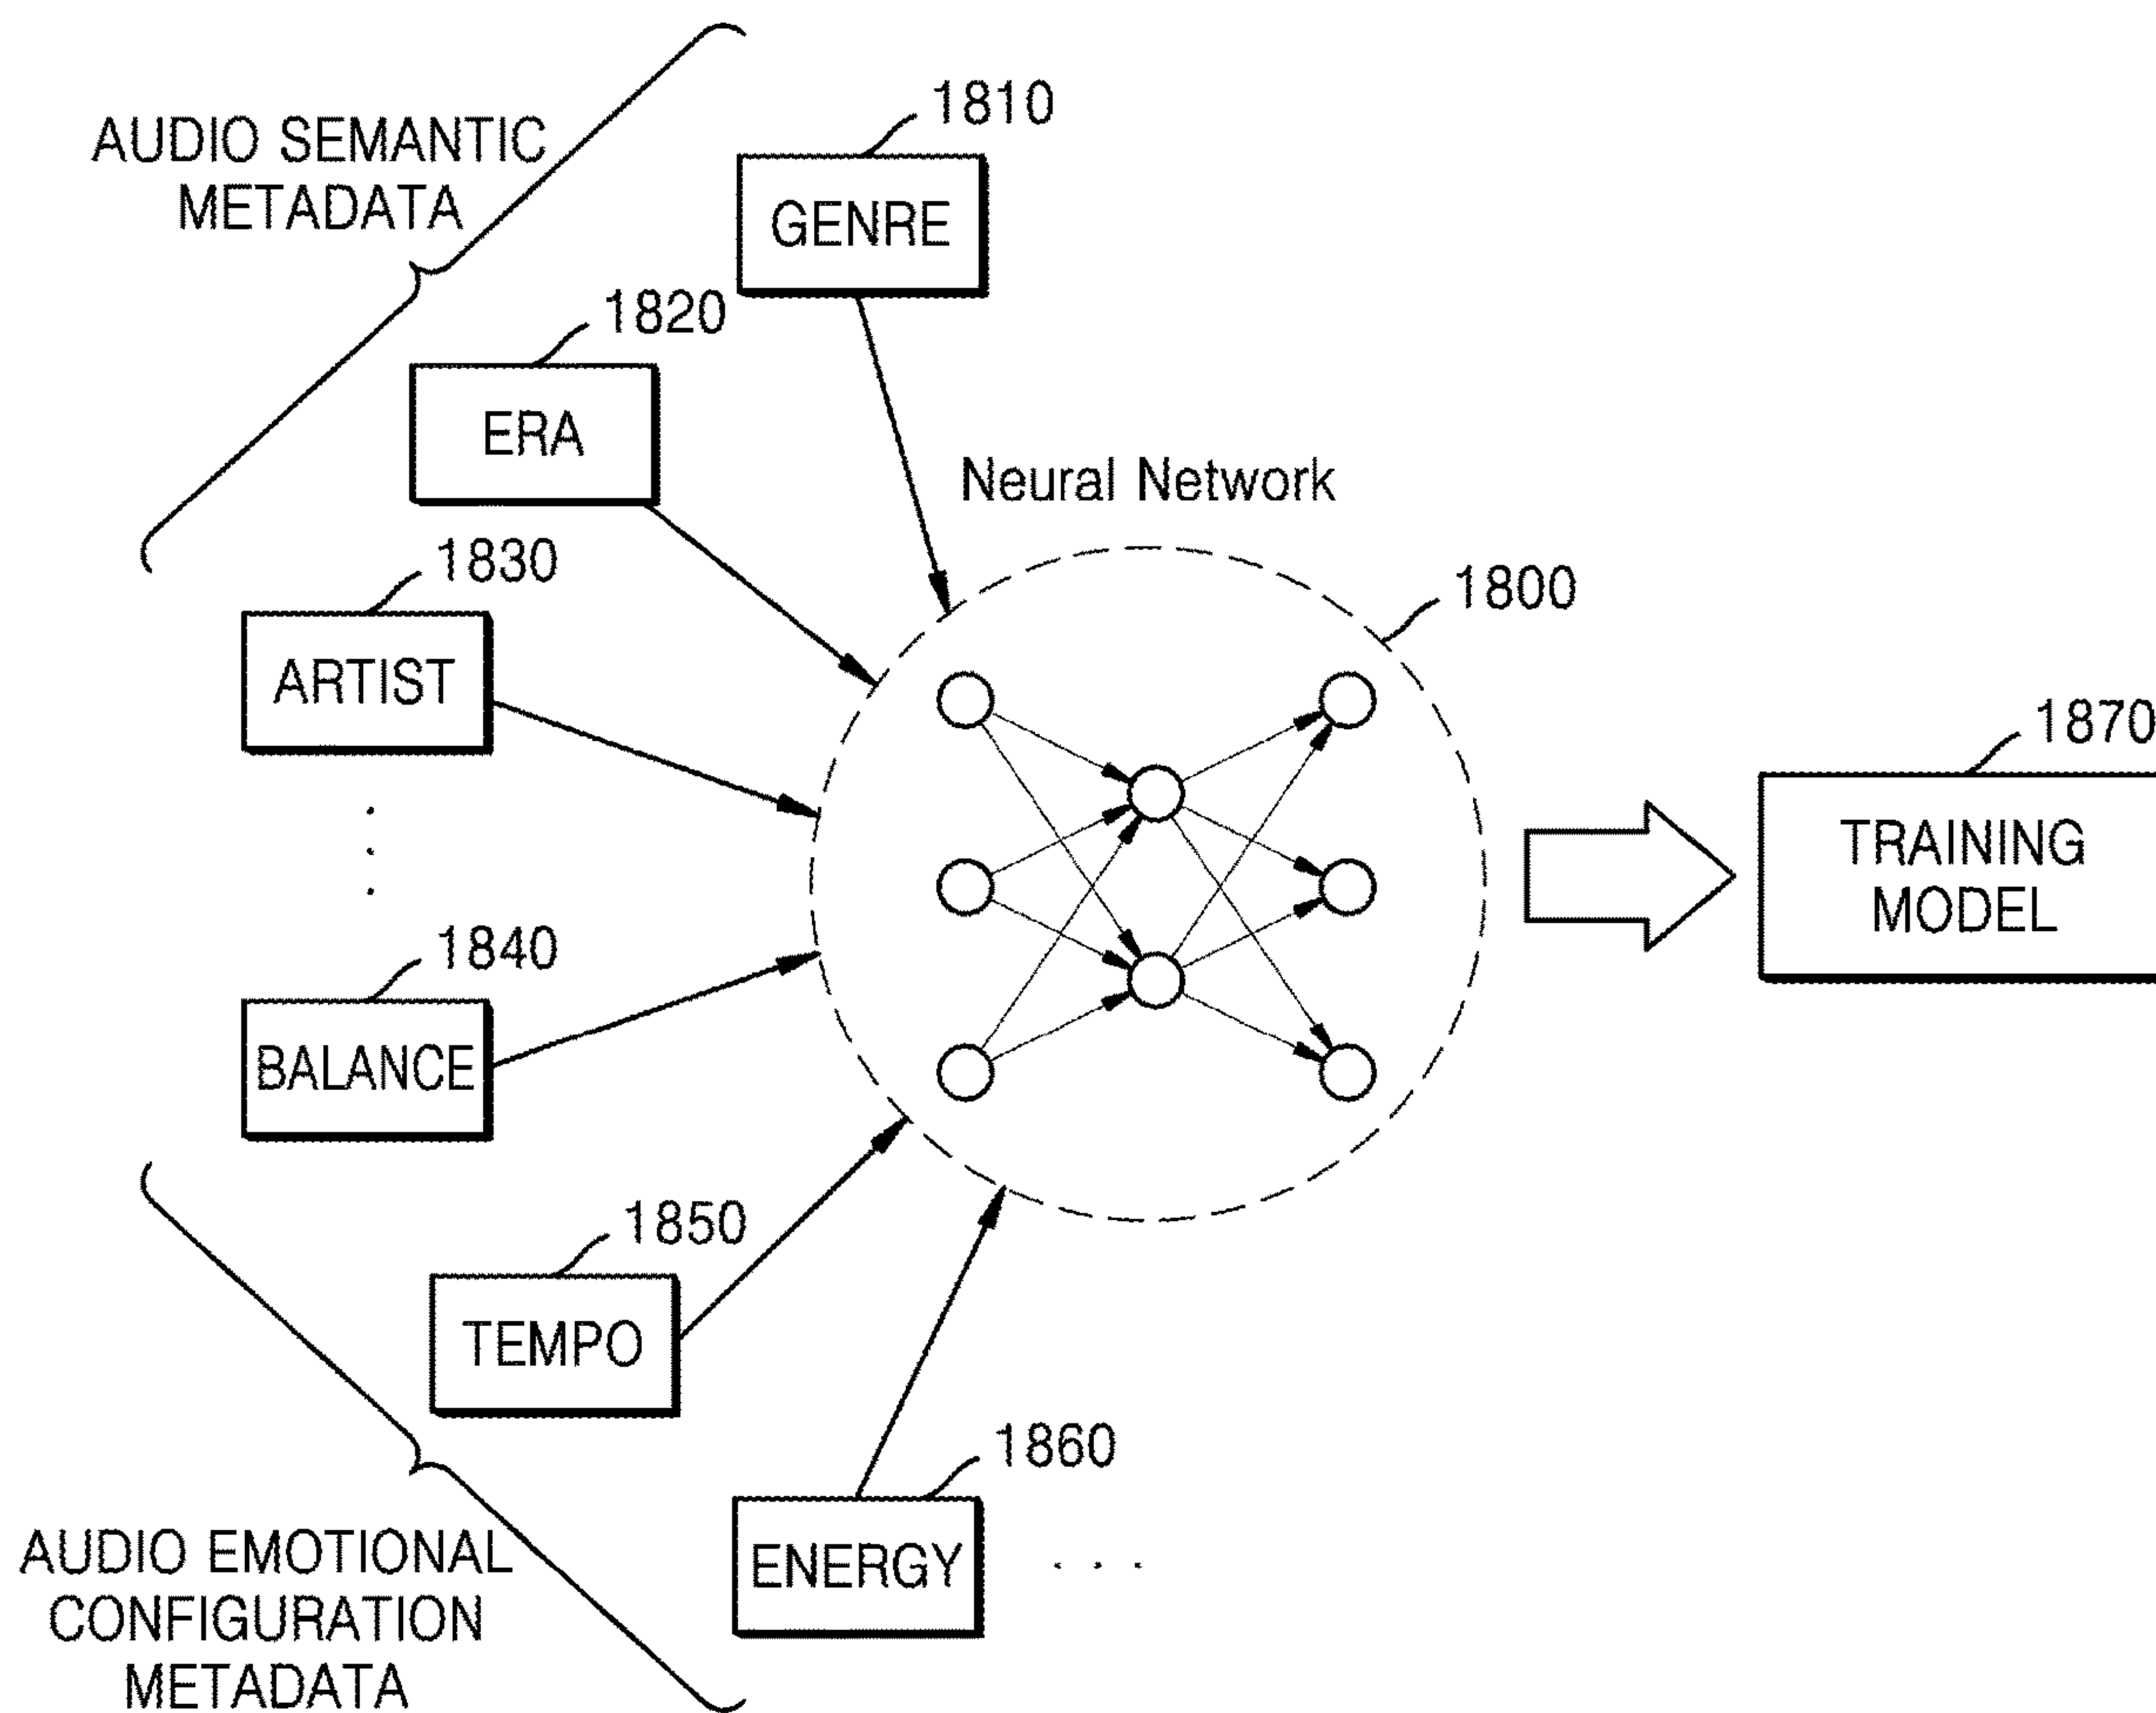 AUDIO SEMANTIC
METADATA
1810
GENRE
1820
ERA
Neural Network
1830
ARTIST
1800
1870
TRAINING
MODEL
1840
BALANCE
1850
TEMPO
1860
ENERGY
. . .
AUDIO EMOTIONAL
CONFIGURATION
METADATA